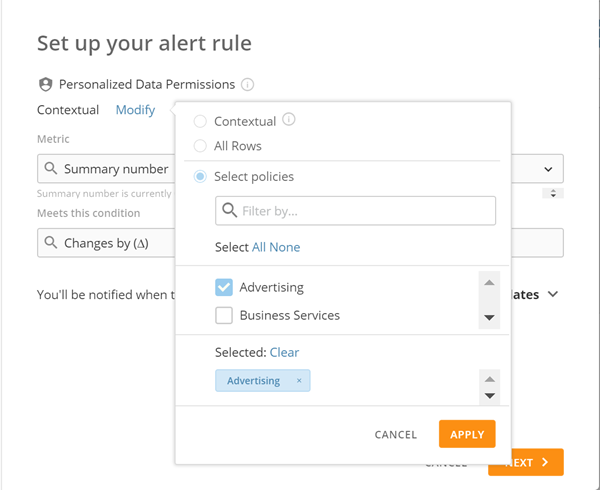 Set up your alert rule
Personalized Data Permissions
Contextual Modify
Contextual
All Rows
Metric
Summary number
Select policies
Summary number is currently
Filter by...
Meets this condition
Changes by (Δ)
Select All None
You'll be notified when
Advertising
Business Services
Selected: Clear
Advertising ×
CANCEL APPLY
CANCEL NEXT